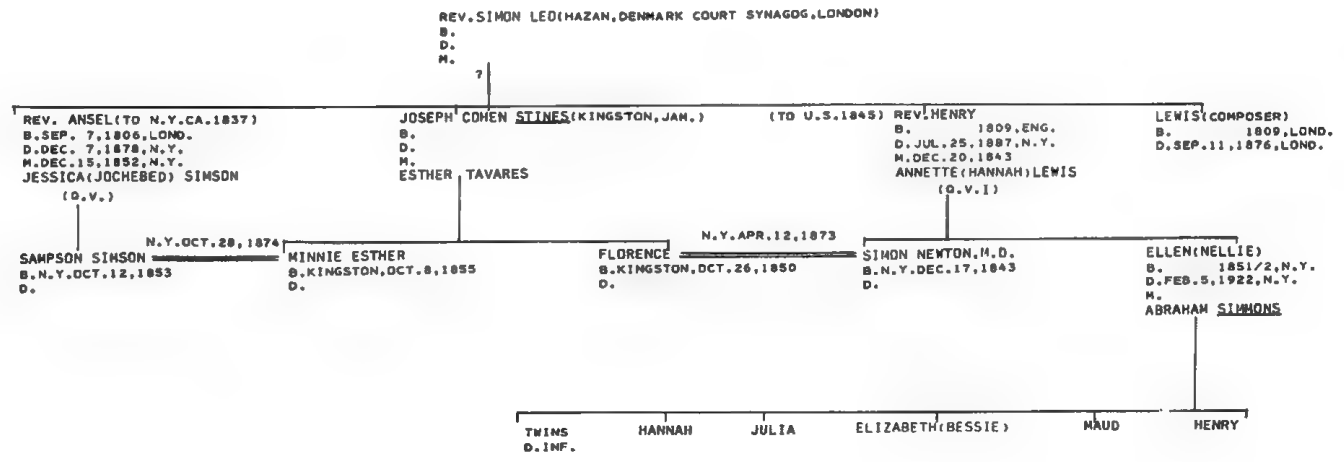 REV.SIMON LEO(HAZAN,DENMARK COURT SYNAGOG,LONDON)
B.
D.
M.
?
REV. ANSEL(TO N.Y.CA.1837)
B.SEP. 7,1806,LOND.
D.DEC. 7,1878,N.Y.
M.DEC.15,1852,N.Y.
JESSICA(JOCHEBED) SIMSON
(Q.V.)
JOSEPH COHEN STINES(KINGSTON,JAM.)
B.
D.
M.
ESTHER TAVARES
(TO U.S.1845) REV.HENRY
B. 1809,ENG.
D.JUL.25,1887,N.Y.
M.DEC.20,1843
ANNETTE(HANNAH)LEWIS
(Q.V.I)
LEWIS(COMPOSER)
B. 1809,LOND.
D.SEP.11,1876,LOND.
SAMPSON SIMSON
B.N.Y.OCT.12,1853
D.
N.Y.OCT.28,1874
MINNIE ESTHER
B.KINGSTON,OCT.8,1855
D.
FLORENCE
B.KINGSTON,OCT.26,1850
D.
N.Y.APR.12,1873
SIMON NEWTON,M.D.
B.N.Y.DEC.17,1843
D.
ELLEN(NELLIE)
B. 1851/2,N.Y.
D.FEB.5,1922,N.Y.
M.
ABRAHAM SIMMONS
TWINS
D.INF.
HANNAH
JULIA
ELIZABETH(BESSIE)
MAUD
HENRY